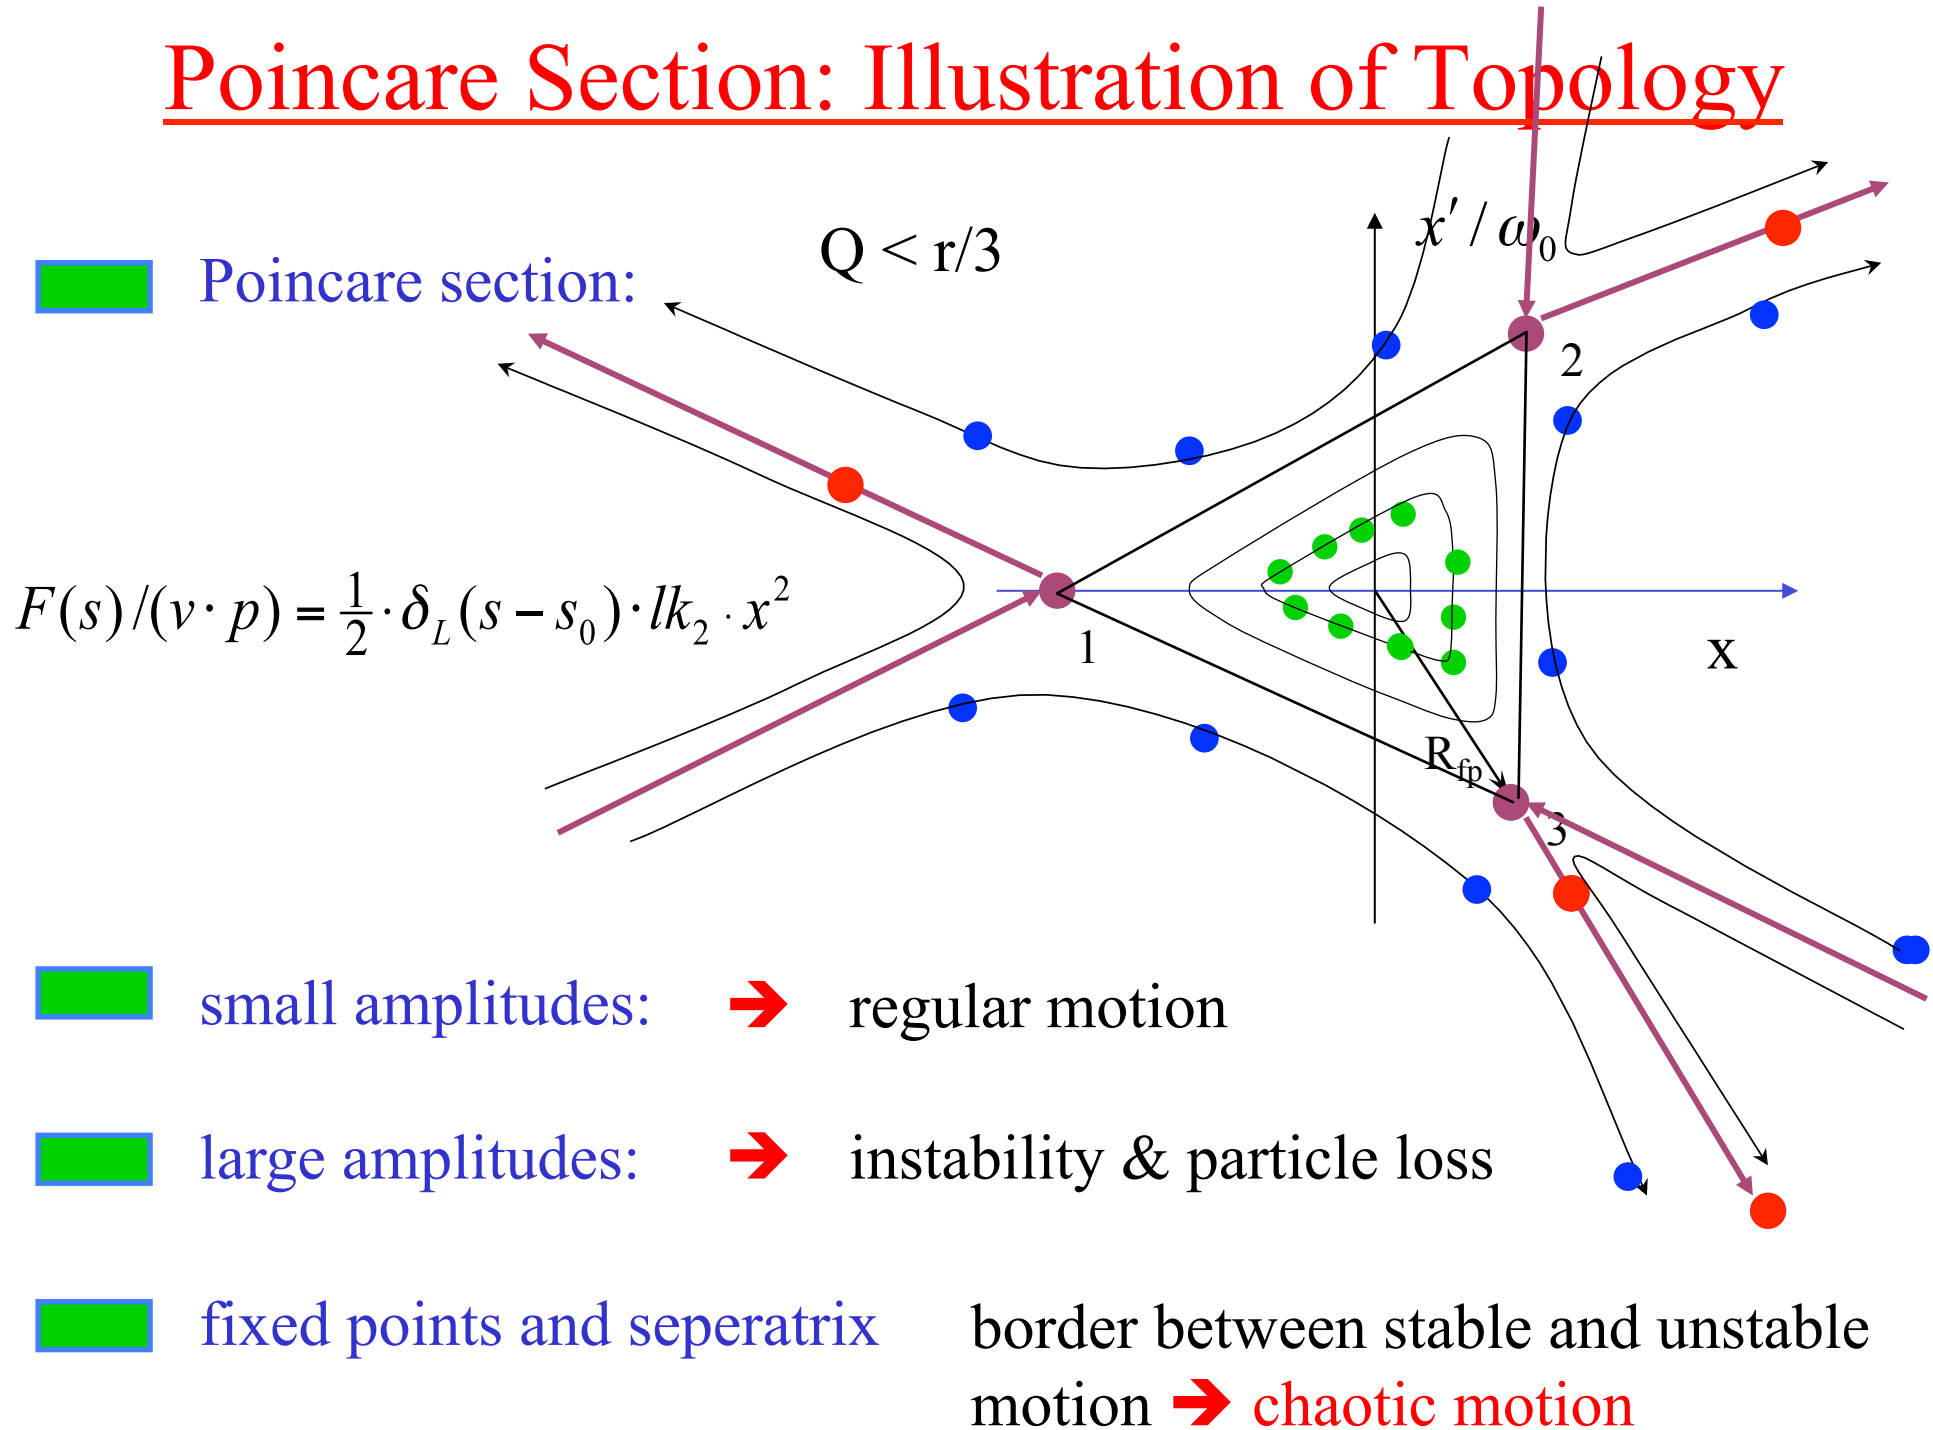 Poincare Section: Illustration of Topology
Poincare section:
Q < r/3
x′ / ω₀
2
F(s)/(v · p) = 1/2 · δ_L(s − s₀) · lk₂ · x²
1
x
R_fp
3
small amplitudes: ➔ regular motion
large amplitudes: ➔ instability & particle loss
fixed points and seperatrix border between stable and unstable
motion ➔ chaotic motion